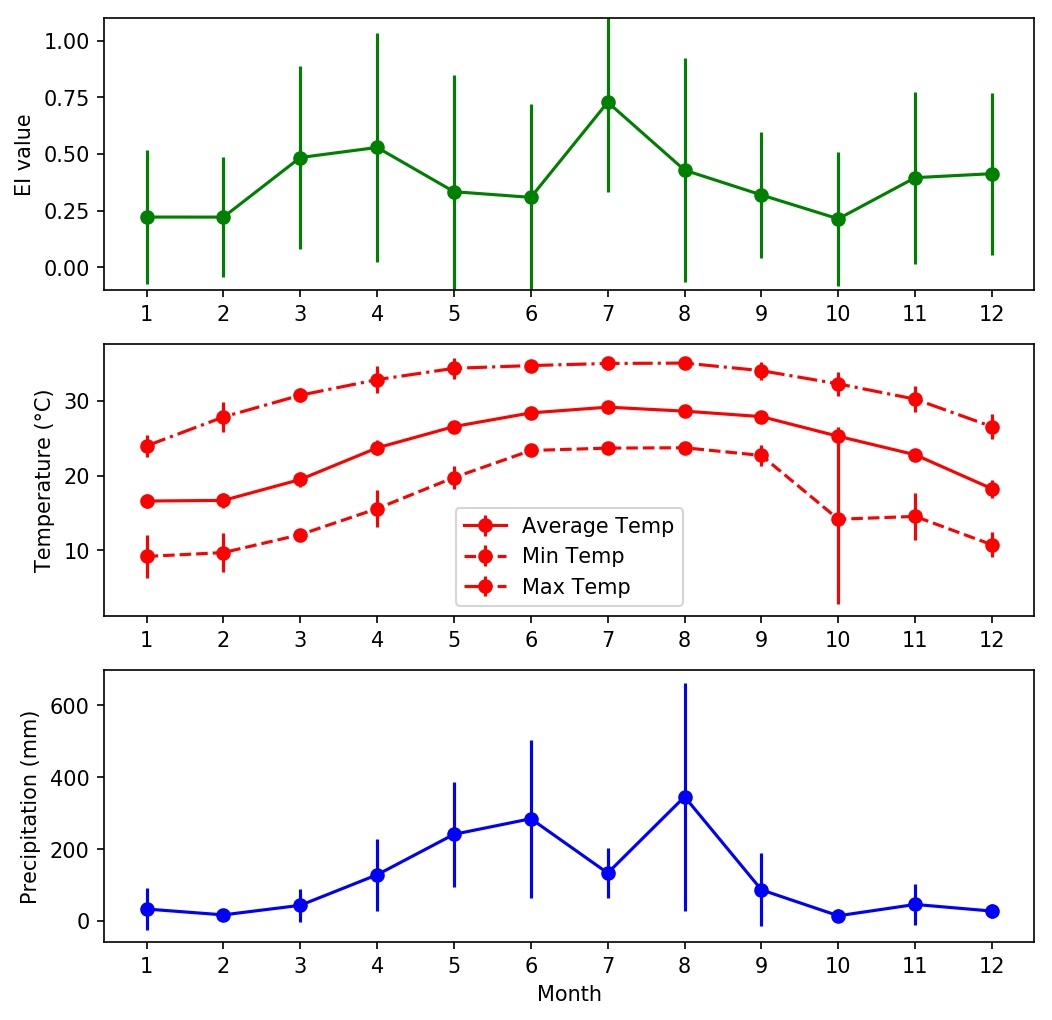 EI value
1.00
0.75
0.50
0.25
0.00
1 2 3 4 5 6 7 8 9 10 11 12
Temperature (°C)
30
20
10
Average Temp
Min Temp
Max Temp
1 2 3 4 5 6 7 8 9 10 11 12
Precipitation (mm)
600
400
200
0
1 2 3 4 5 6 7 8 9 10 11 12
Month